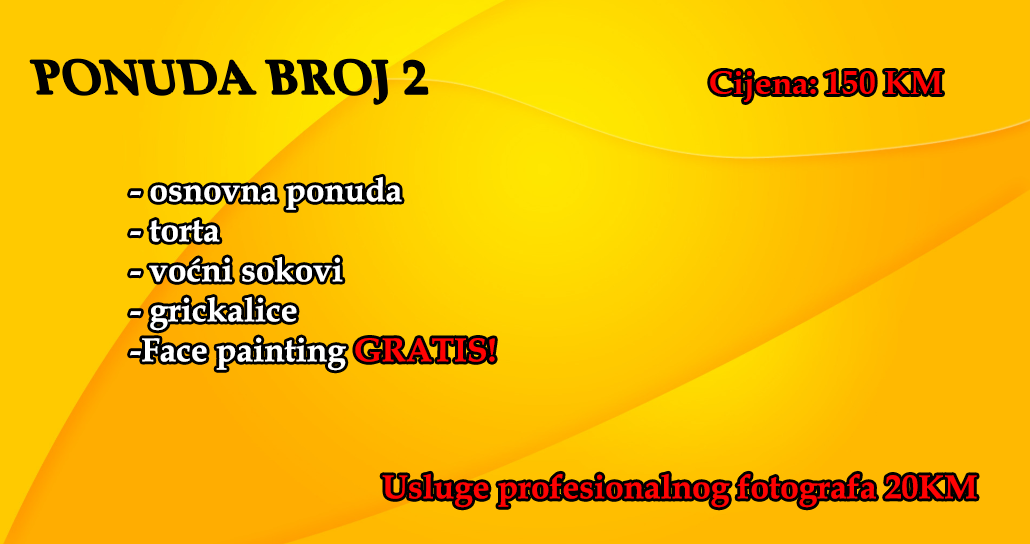 PONUDA BROJ 2
Cijena: 150 KM
- osnovna ponuda
- torta
- voćni sokovi
- grickalice
-Face painting GRATIS!
Usluge profesionalnog fotografa 20KM